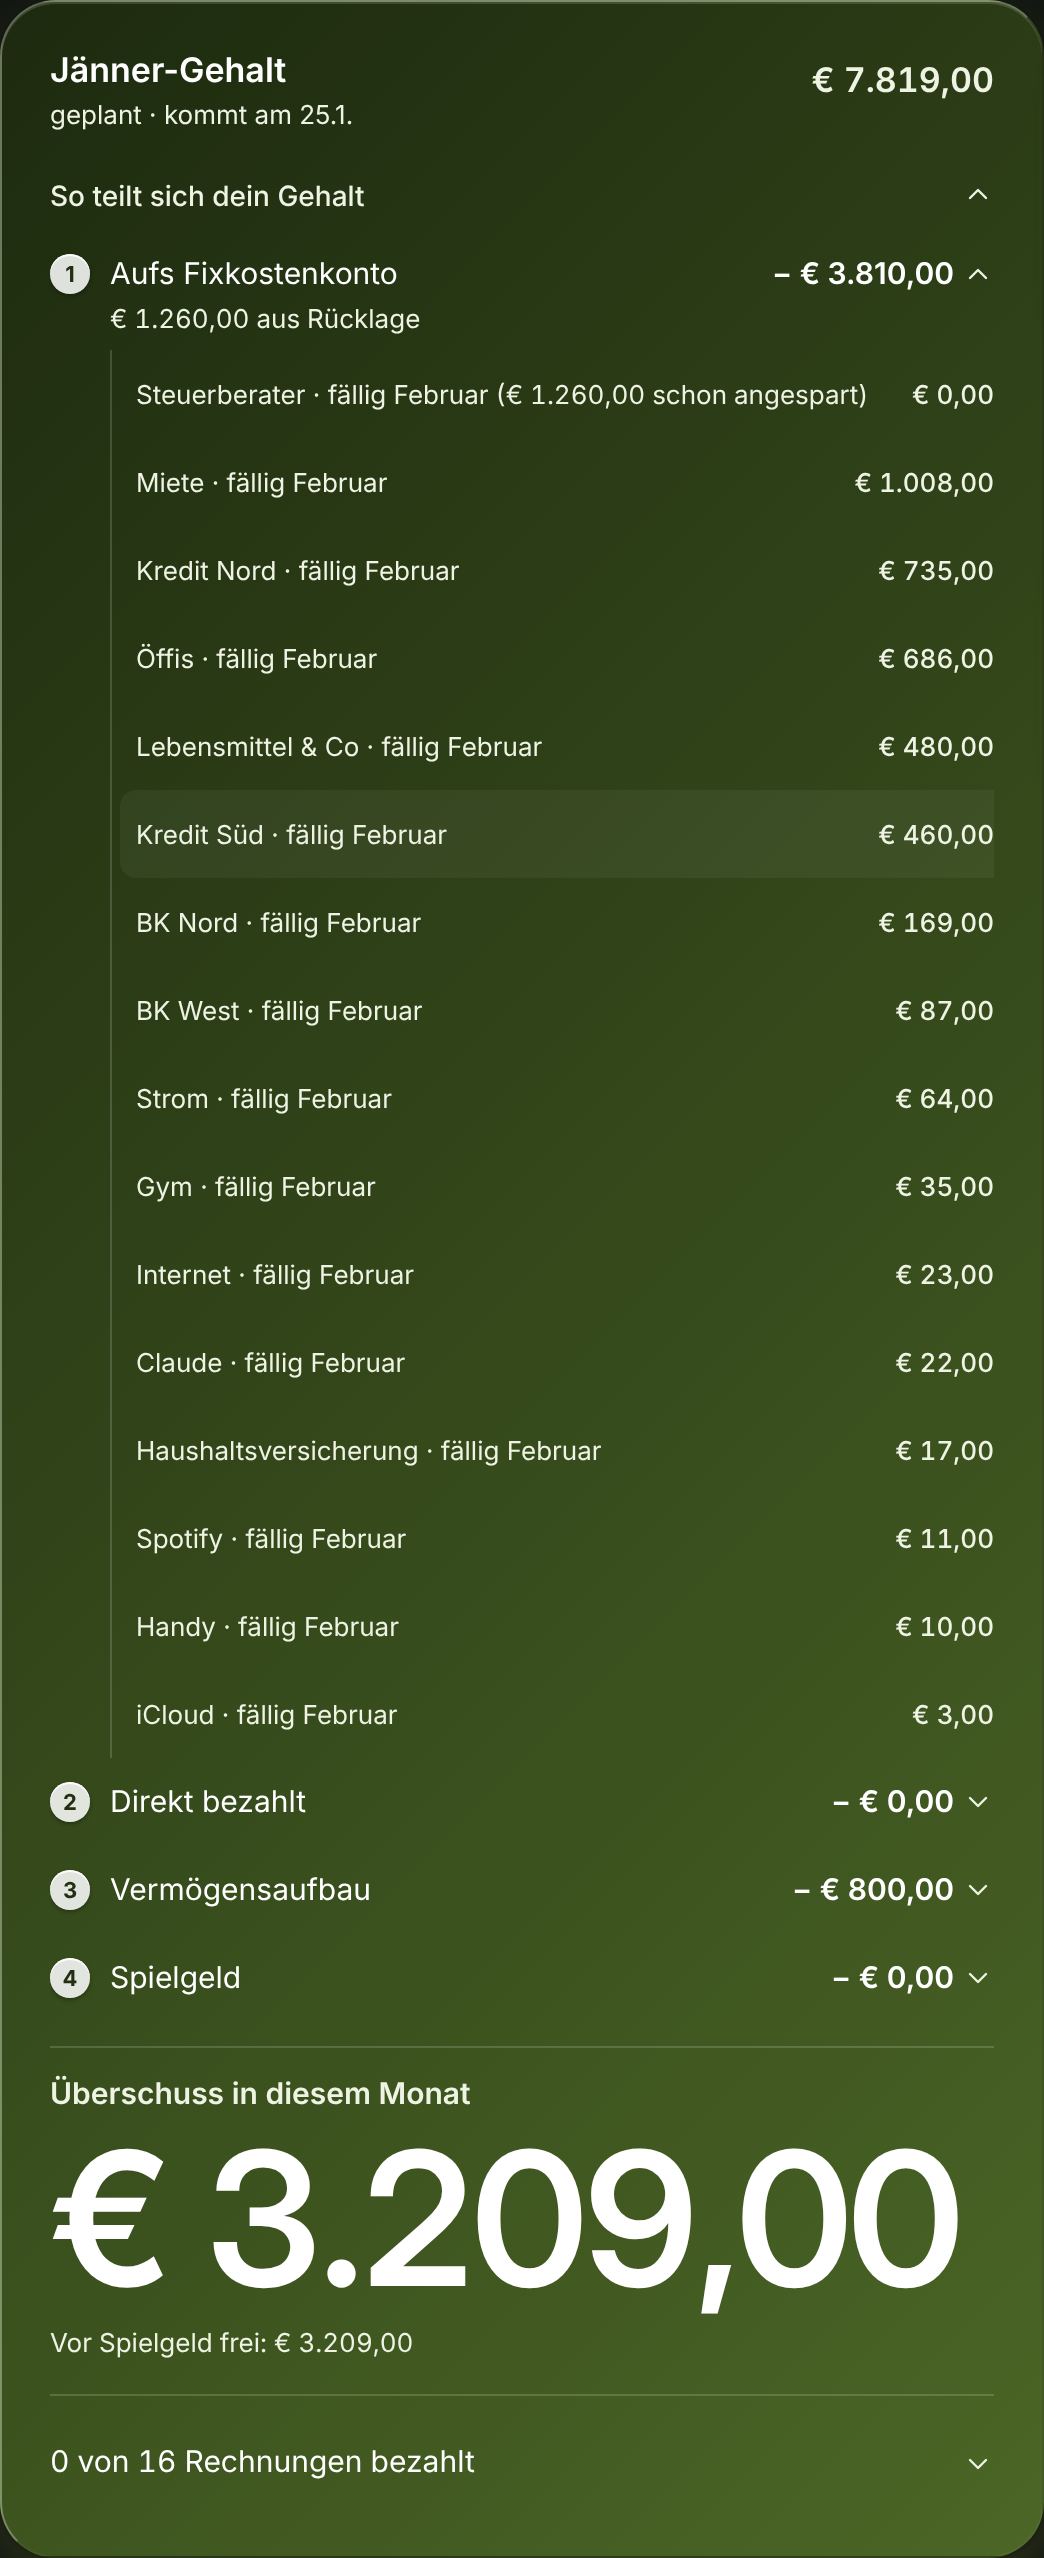 Jänner-Gehalt
€ 7.819,00
geplant · kommt am 25.1.
So teilt sich dein Gehalt
1 Aufs Fixkostenkonto – € 3.810,00
€ 1.260,00 aus Rücklage
Steuerberater · fällig Februar (€ 1.260,00 schon angespart) € 0,00
Miete · fällig Februar € 1.008,00
Kredit Nord · fällig Februar € 735,00
Öffis · fällig Februar € 686,00
Lebensmittel & Co · fällig Februar € 480,00
Kredit Süd · fällig Februar € 460,00
BK Nord · fällig Februar € 169,00
BK West · fällig Februar € 87,00
Strom · fällig Februar € 64,00
Gym · fällig Februar € 35,00
Internet · fällig Februar € 23,00
Claude · fällig Februar € 22,00
Haushaltsversicherung · fällig Februar € 17,00
Spotify · fällig Februar € 11,00
Handy · fällig Februar € 10,00
iCloud · fällig Februar € 3,00
2 Direkt bezahlt – € 0,00
3 Vermögensaufbau – € 800,00
4 Spielgeld – € 0,00
Überschuss in diesem Monat
€ 3.209,00
Vor Spielgeld frei: € 3.209,00
0 von 16 Rechnungen bezahlt